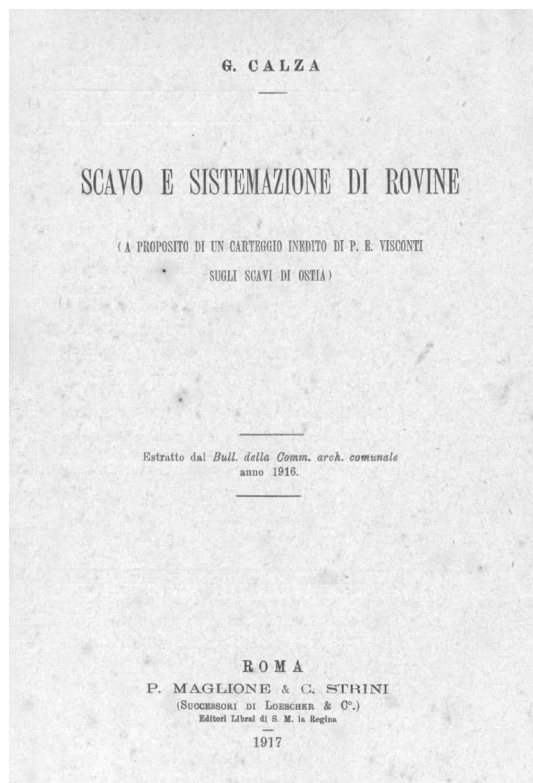 G. CALZA
SCAVO E SISTEMAZIONE DI ROVINE
(A PROPOSITO DI UN CARTEGGIO INEDITO DI P. E. VISCONTI
SUGLI SCAVI DI OSTIA)
Estratto dal Bull. della Comm. arch. comunale
anno 1916.
ROMA
P. MAGLIONE & C. STRINI
(SUCCESSORI DI LOESCHER & Cº.)
Editori Librai di S. M. la Regina
1917